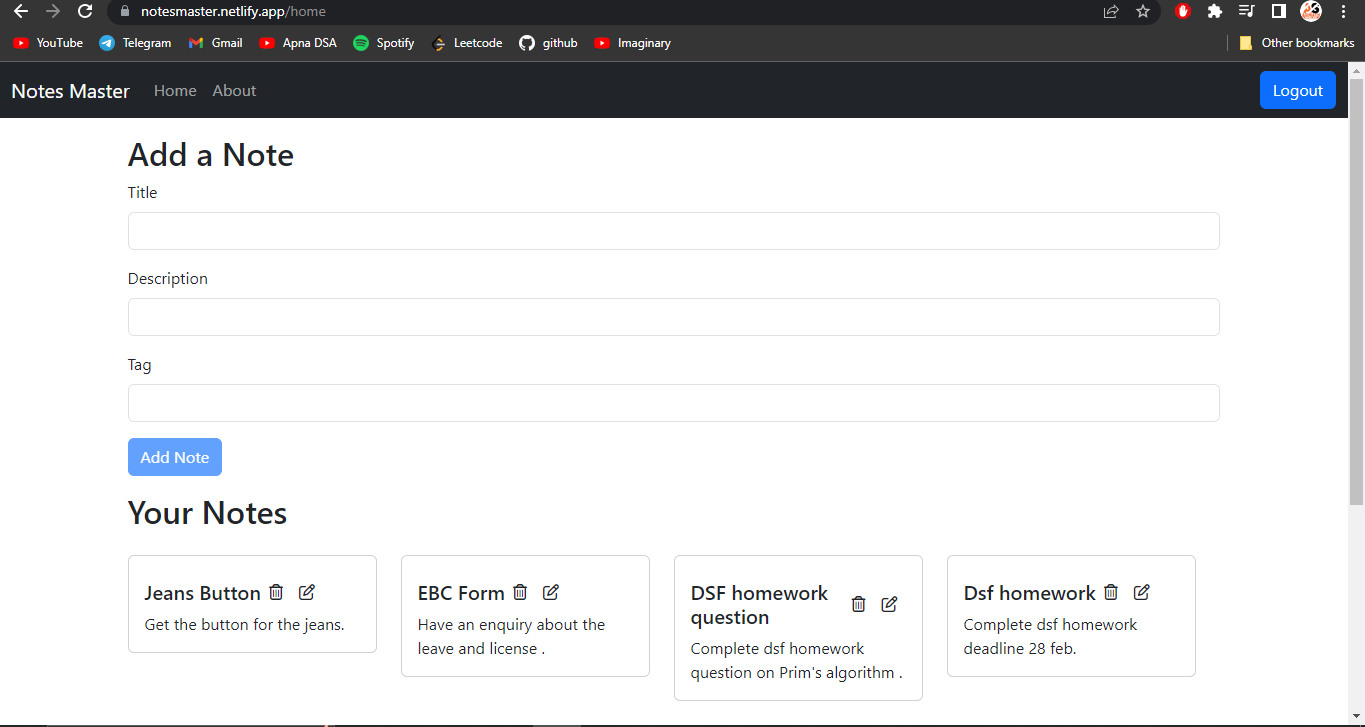 notesmaster.netlify.app/home
YouTube Telegram Gmail Apna DSA Spotify Leetcode github Imaginary Other bookmarks
Notes Master Home About Logout
Add a Note
Title
Description
Tag
Add Note
Your Notes
Jeans Button
Get the button for the jeans.
EBC Form
Have an enquiry about the
leave and license .
DSF homework
question
Complete dsf homework
question on Prim's algorithm .
Dsf homework
Complete dsf homework
deadline 28 feb.